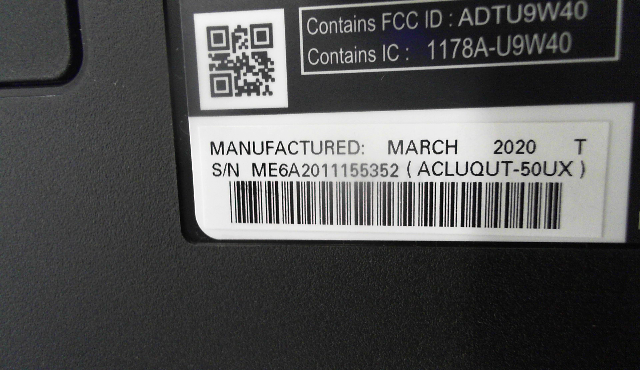 Contains FCC ID : ADTU9W40
Contains IC : 1178A-U9W40
MANUFACTURED: MARCH 2020 T
S/N ME6A2011155352 ( ACLUQUT-50UX )